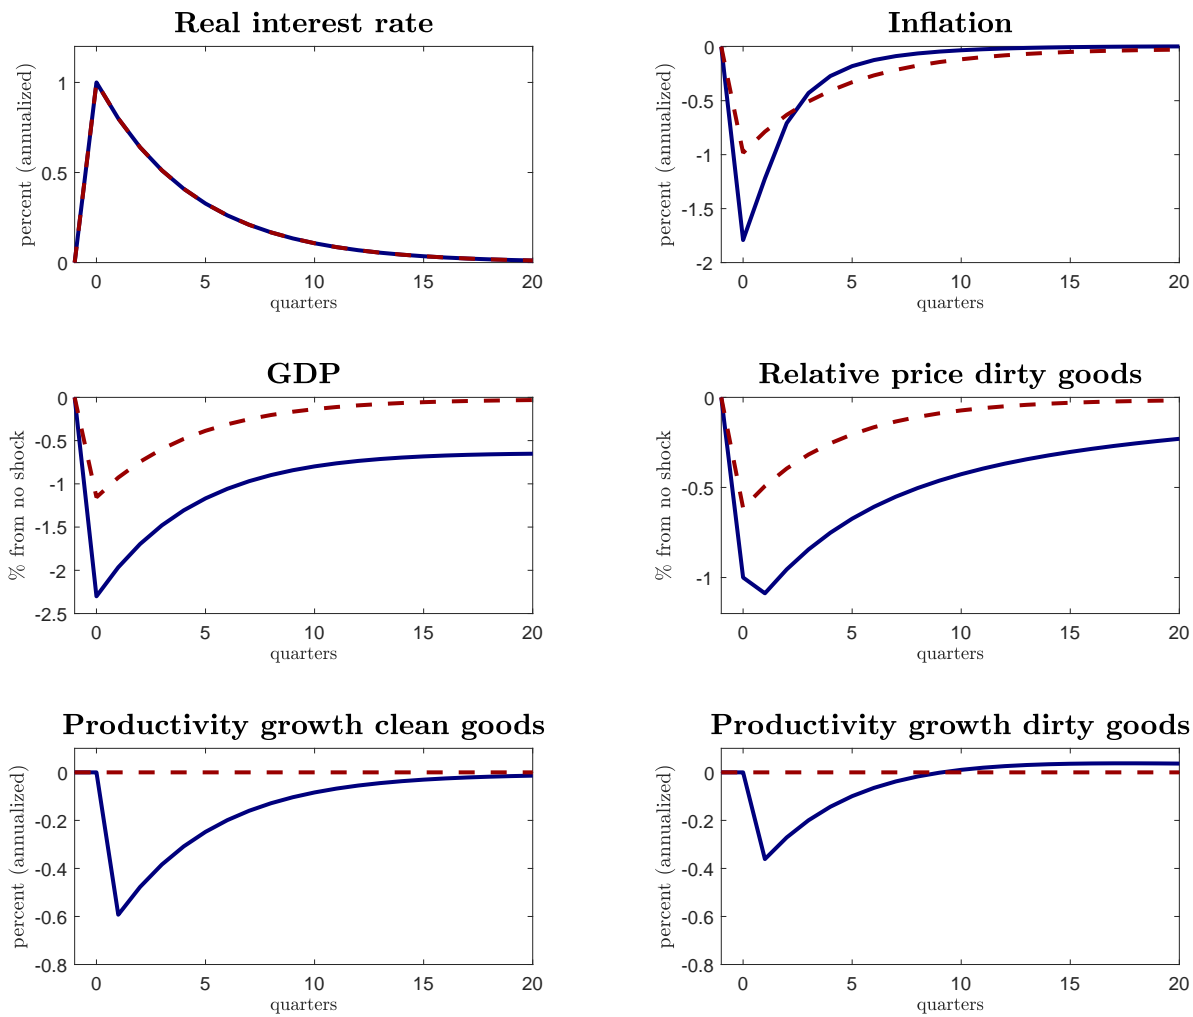 Real interest rate
percent (annualized)
1
0.5
0
0 5 10 15 20
quarters
Inflation
percent (annualized)
0
-0.5
-1
-1.5
-2
0 5 10 15 20
quarters
GDP
% from no shock
0
-0.5
-1
-1.5
-2
-2.5
0 5 10 15 20
quarters
Relative price dirty goods
% from no shock
0
-0.5
-1
0 5 10 15 20
quarters
Productivity growth clean goods
percent (annualized)
0
-0.2
-0.4
-0.6
-0.8
0 5 10 15 20
quarters
Productivity growth dirty goods
percent (annualized)
0
-0.2
-0.4
-0.6
-0.8
0 5 10 15 20
quarters